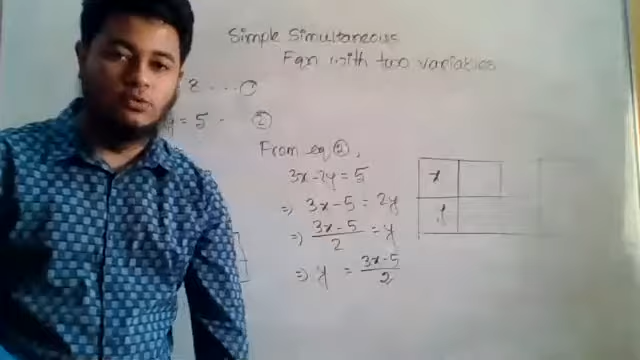 Simple Simultaneous
Eqn with two variables
8 ...
y = 5 . ②
From eq ②,
3x-2y=5
⇒ 3x-5 = 2y
⇒ 3x-5/2 = y
⇒ y = 3x-5/2
x
y